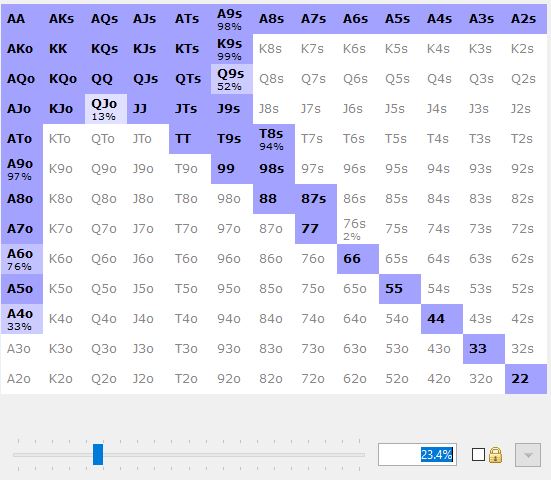 AA AKs AQs AJs ATs A9s 98% A8s A7s A6s A5s A4s A3s A2s
AKo KK KQs KJs KTs K9s 99% K8s K7s K6s K5s K4s K3s K2s
AQo KQo QQ QJs QTs Q9s 52% Q8s Q7s Q6s Q5s Q4s Q3s Q2s
AJo KJo QJo 13% JJ JTs J9s J8s J7s J6s J5s J4s J3s J2s
ATo KTo QTo JTo TT T9s T8s 94% T7s T6s T5s T4s T3s T2s
A9o 97% K9o Q9o J9o T9o 99 98s 97s 96s 95s 94s 93s 92s
A8o K8o Q8o J8o T8o 98o 88 87s 86s 85s 84s 83s 82s
A7o K7o Q7o J7o T7o 97o 87o 77 76s 2% 75s 74s 73s 72s
A6o 76% K6o Q6o J6o T6o 96o 86o 76o 66 65s 64s 63s 62s
A5o K5o Q5o J5o T5o 95o 85o 75o 65o 55 54s 53s 52s
A4o 33% K4o Q4o J4o T4o 94o 84o 74o 64o 54o 44 43s 42s
A3o K3o Q3o J3o T3o 93o 83o 73o 63o 53o 43o 33 32s
A2o K2o Q2o J2o T2o 92o 82o 72o 62o 52o 42o 32o 22
23.4%